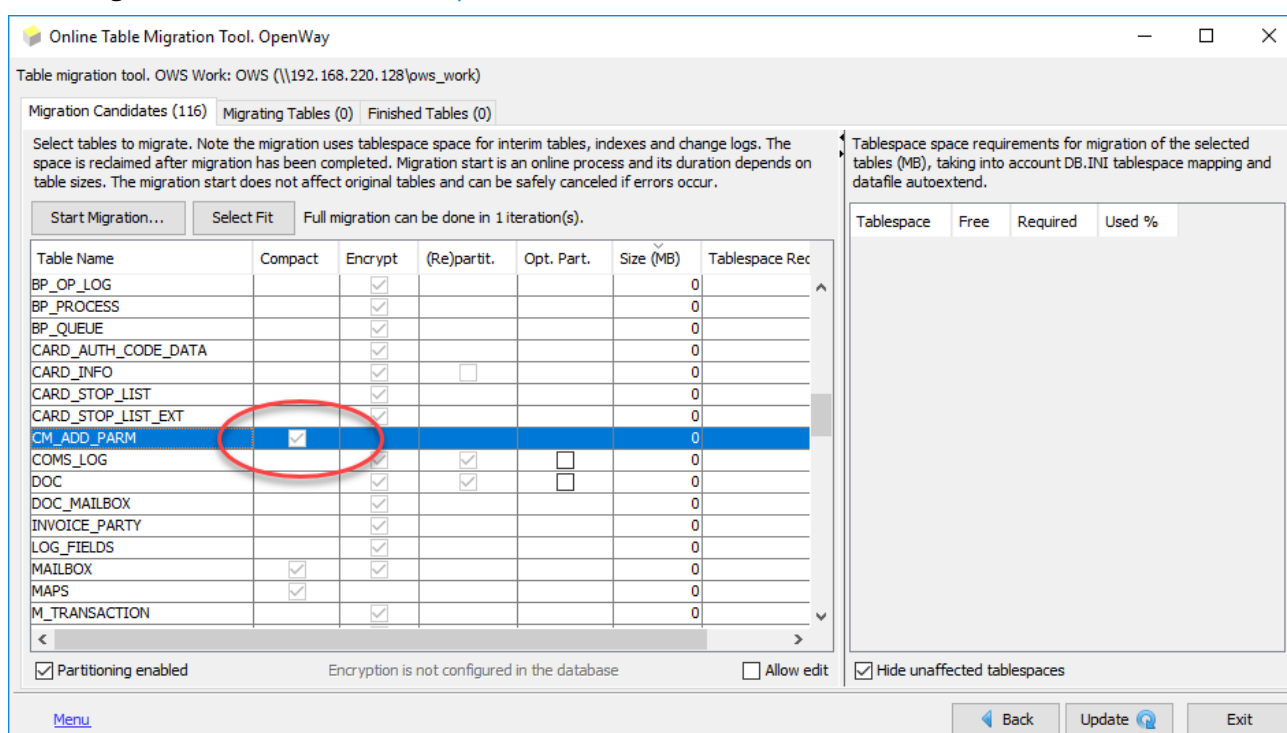 Online Table Migration Tool. OpenWay
Table migration tool. OWS Work: OWS (\\192.168.220.128\ows_work)
Migration Candidates (116) Migrating Tables (0) Finished Tables (0)
Select tables to migrate. Note the migration uses tablespace space for interim tables, indexes and change logs. The
space is reclaimed after migration has been completed. Migration start is an online process and its duration depends on
table sizes. The migration start does not affect original tables and can be safely canceled if errors occur.
Start Migration... Select Fit Full migration can be done in 1 iteration(s).
Table Name Compact Encrypt (Re)partit. Opt. Part. Size (MB) Tablespace Rec
BP_OP_LOG 0
BP_PROCESS 0
BP_QUEUE 0
CARD_AUTH_CODE_DATA 0
CARD_INFO 0
CARD_STOP_LIST 0
CARD_STOP_LIST_EXT 0
CM_ADD_PARM 0
COMS_LOG 0
DOC 0
DOC_MAILBOX 0
INVOICE_PARTY 0
LOG_FIELDS 0
MAILBOX 0
MAPS 0
M_TRANSACTION 0
Partitioning enabled Encryption is not configured in the database Allow edit
Tablespace space requirements for migration of the selected
tables (MB), taking into account DB.INI tablespace mapping and
datafile autoextend.
Tablespace Free Required Used %
Hide unaffected tablespaces
Menu Back Update Exit